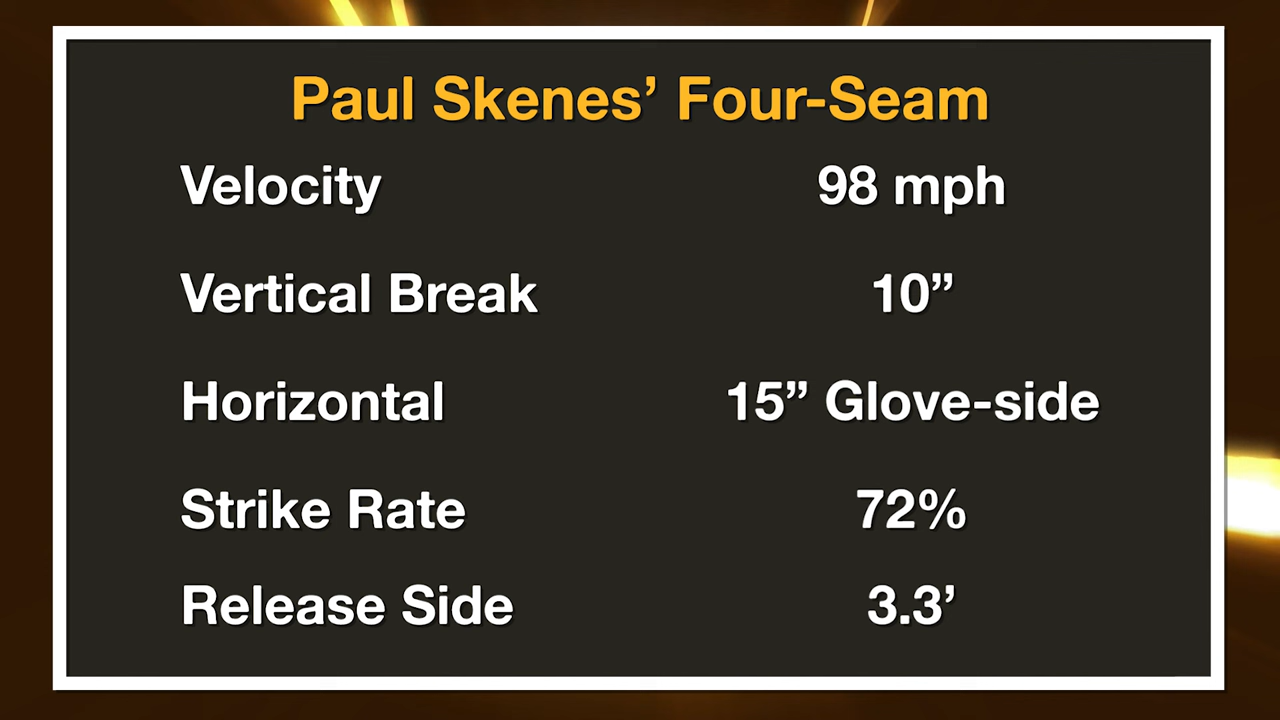 Paul Skenes’ Four-Seam
Velocity 98 mph
Vertical Break 10”
Horizontal 15” Glove-side
Strike Rate 72%
Release Side 3.3’